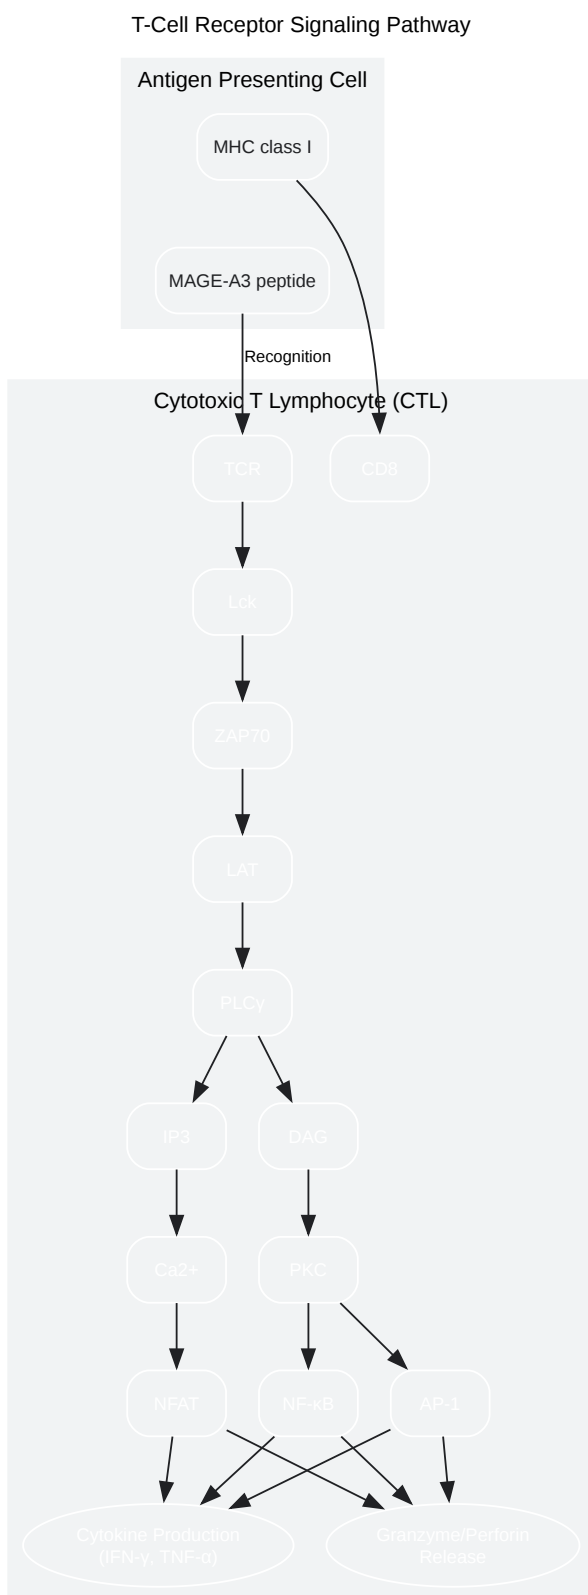 T-Cell Receptor Signaling Pathway
Antigen Presenting Cell
MHC class I
MAGE-A3 peptide
Recognition
Cytotoxic T Lymphocyte (CTL)
TCR
CD8
Lck
ZAP70
LAT
PLCγ
IP3
DAG
Ca2+
PKC
NFAT
NF-κB
AP-1
Cytokine Production
(IFN-γ, TNF-α)
Granzyme/Perforin
Release